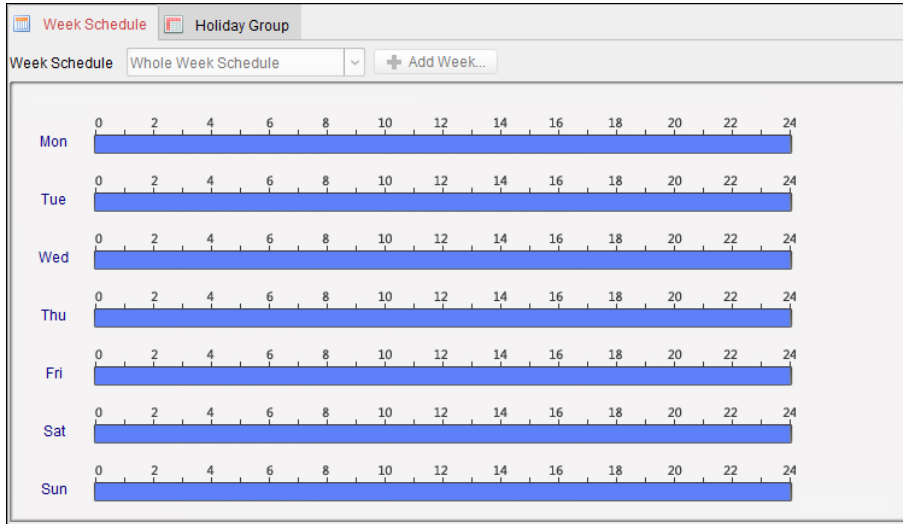 Week Schedule Holiday Group
Week Schedule Whole Week Schedule Add Week...
0 2 4 6 8 10 12 14 16 18 20 22 24
Mon
0 2 4 6 8 10 12 14 16 18 20 22 24
Tue
0 2 4 6 8 10 12 14 16 18 20 22 24
Wed
0 2 4 6 8 10 12 14 16 18 20 22 24
Thu
0 2 4 6 8 10 12 14 16 18 20 22 24
Fri
0 2 4 6 8 10 12 14 16 18 20 22 24
Sat
0 2 4 6 8 10 12 14 16 18 20 22 24
Sun